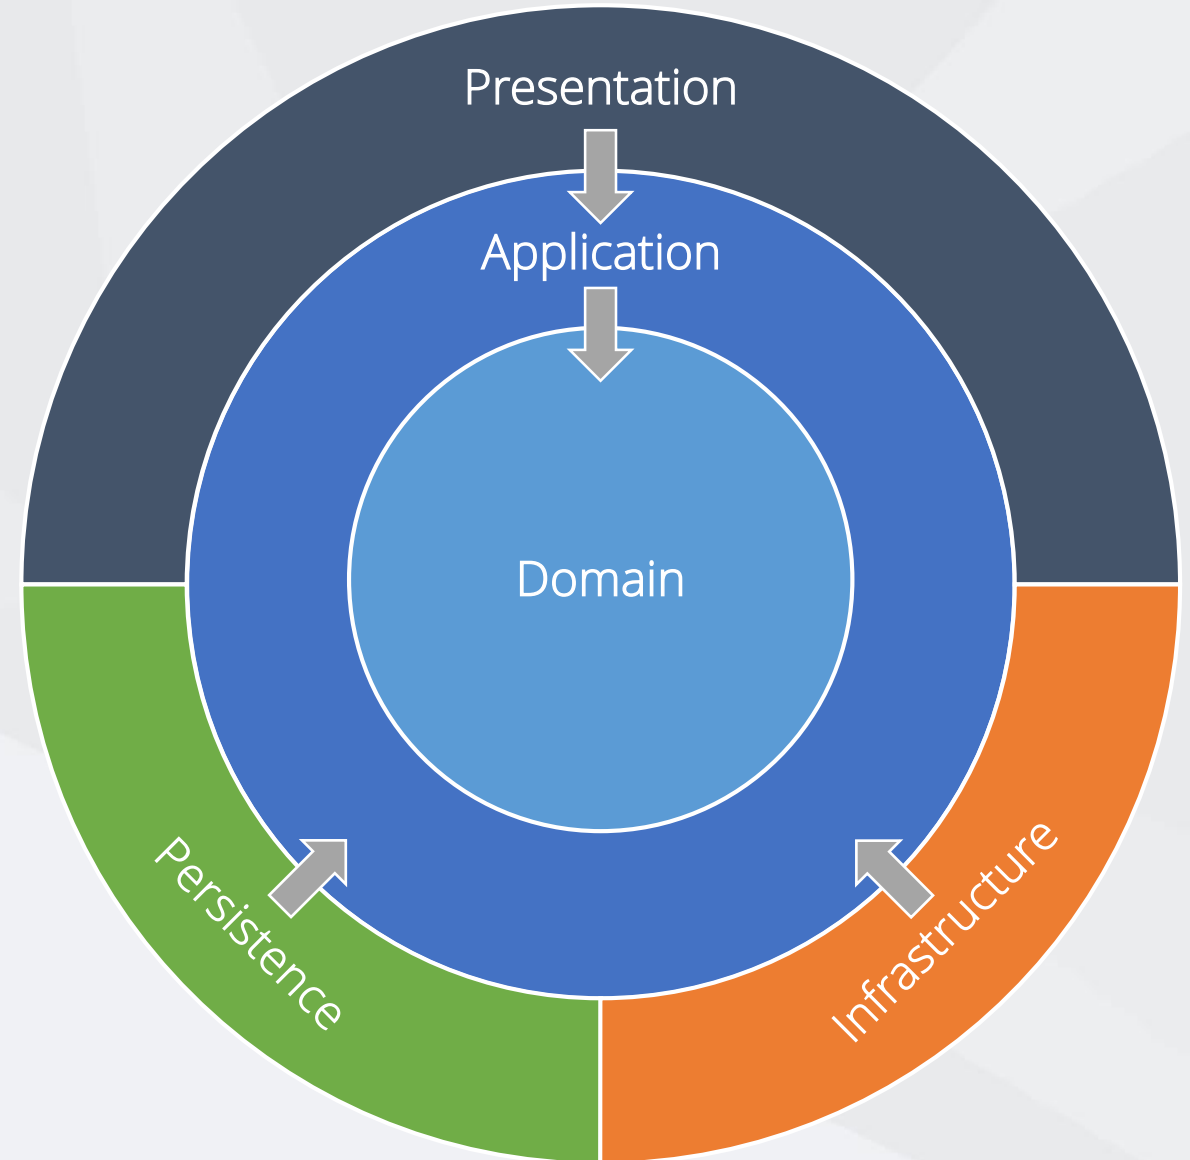 Presentation
Application
Domain
Persistence
Infrastructure